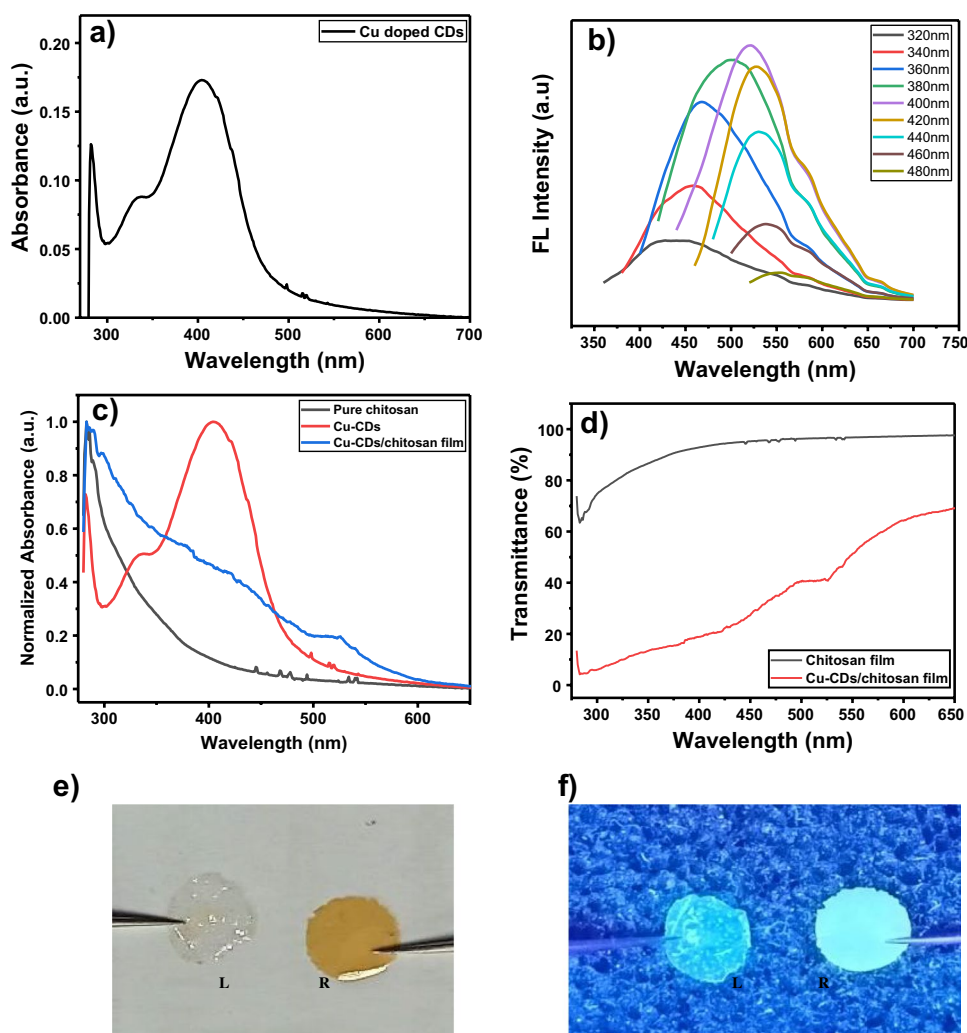 a)
Cu doped CDs
0.20
0.15
0.10
0.05
0.00
Absorbance (a.u.)
300 400 500 600 700
Wavelength (nm)
b)
320nm
340nm
360nm
380nm
400nm
420nm
440nm
460nm
480nm
FL Intensity (a.u)
350 400 450 500 550 600 650 700 750
Wavelength (nm)
c)
Pure chitosan
Cu-CDs
Cu-CDs/chitosan film
1.0
0.8
0.6
0.4
0.2
0.0
Normalized Absorbance (a.u.)
300 400 500 600
Wavelength (nm)
d)
100
80
60
40
20
0
Transmittance (%)
Chitosan film
Cu-CDs/chitosan film
300 350 400 450 500 550 600 650
Wavelength (nm)
e)
L R
f)
L R